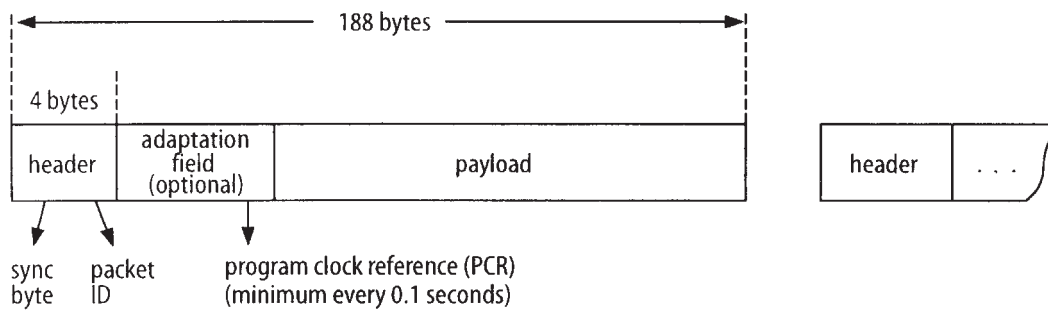 188 bytes
4 bytes
header
adaptation
field
(optional)
payload
header
. . .
sync
byte
packet
ID
program clock reference (PCR)
(minimum every 0.1 seconds)